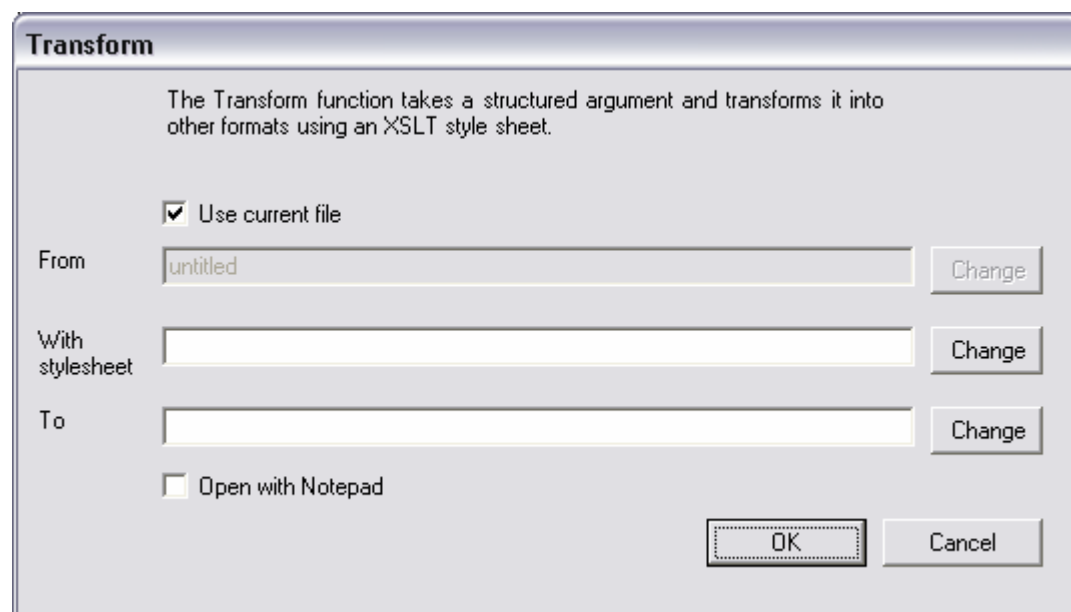 Transform
The Transform function takes a structured argument and transforms it into
other formats using an XSLT style sheet.
Use current file
From
untitled
Change
With
stylesheet
Change
To
Change
Open with Notepad
OK
Cancel